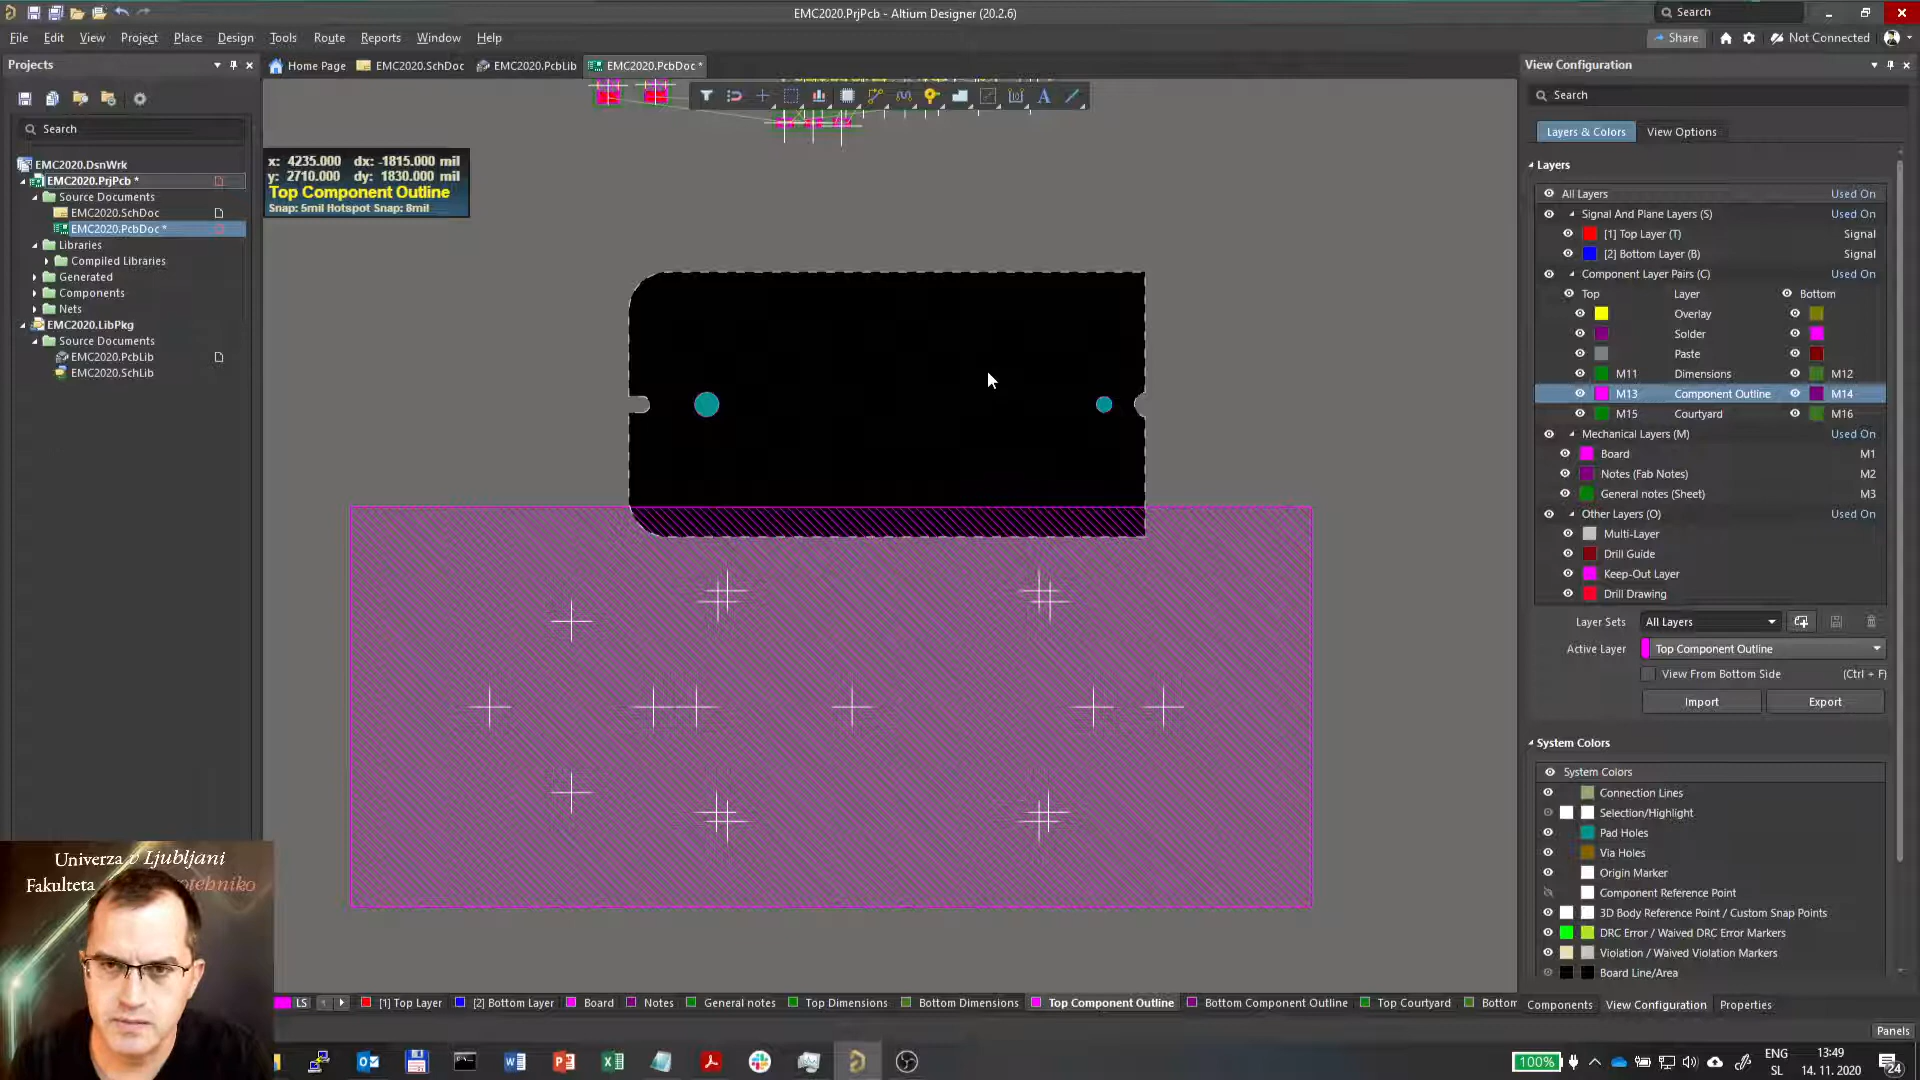 EMC2020.PrjPcb - Altium Designer (20.2.6)
Search
File Edit View Project Place Design Tools Route Reports Window Help
Share
Not Connected
Projects
Home Page
EMC2020.SchDoc
EMC2020.PcbLib
EMC2020.PcbDoc *
View Configuration
Search
Search
Layers & Colors
View Options
x: 4235.000 dx: -1815.000 mil
y: 2710.000 dy: 1830.000 mil
Top Component Outline
Snap: 5mil Hotspot Snap: 8mil
EMC2020.DsnWrk
EMC2020.PrjPcb *
Source Documents
EMC2020.SchDoc
EMC2020.PcbDoc *
Libraries
Compiled Libraries
Generated
Components
Nets
EMC2020.LibPkg
Source Documents
EMC2020.PcbLib
EMC2020.SchLib
Layers
All Layers Used On
Signal And Plane Layers (S) Used On
[1] Top Layer (T) Signal
[2] Bottom Layer (B) Signal
Component Layer Pairs (C) Used On
Top Layer Bottom
Overlay
Solder
Paste
M11 Dimensions M12
M13 Component Outline M14
M15 Courtyard M16
Mechanical Layers (M) Used On
Board M1
Notes (Fab Notes) M2
General notes (Sheet) M3
Other Layers (O) Used On
Multi-Layer
Drill Guide
Keep-Out Layer
Drill Drawing
Layer Sets All Layers
Active Layer Top Component Outline
View From Bottom Side (Ctrl + F)
Import Export
System Colors
System Colors
Connection Lines
Selection/Highlight
Pad Holes
Via Holes
Origin Marker
Component Reference Point
3D Body Reference Point / Custom Snap Points
DRC Error / Waived DRC Error Markers
Violation / Waived Violation Markers
Board Line/Area
Univerza v Ljubljani
Fakulteta
LS
[1] Top Layer
[2] Bottom Layer
Board
Notes
General notes
Top Dimensions
Bottom Dimensions
Top Component Outline
Bottom Component Outline
Top Courtyard
Bottom
Components View Configuration Properties
Panels
100%
ENG
SL
13:49
14. 11. 2020
24